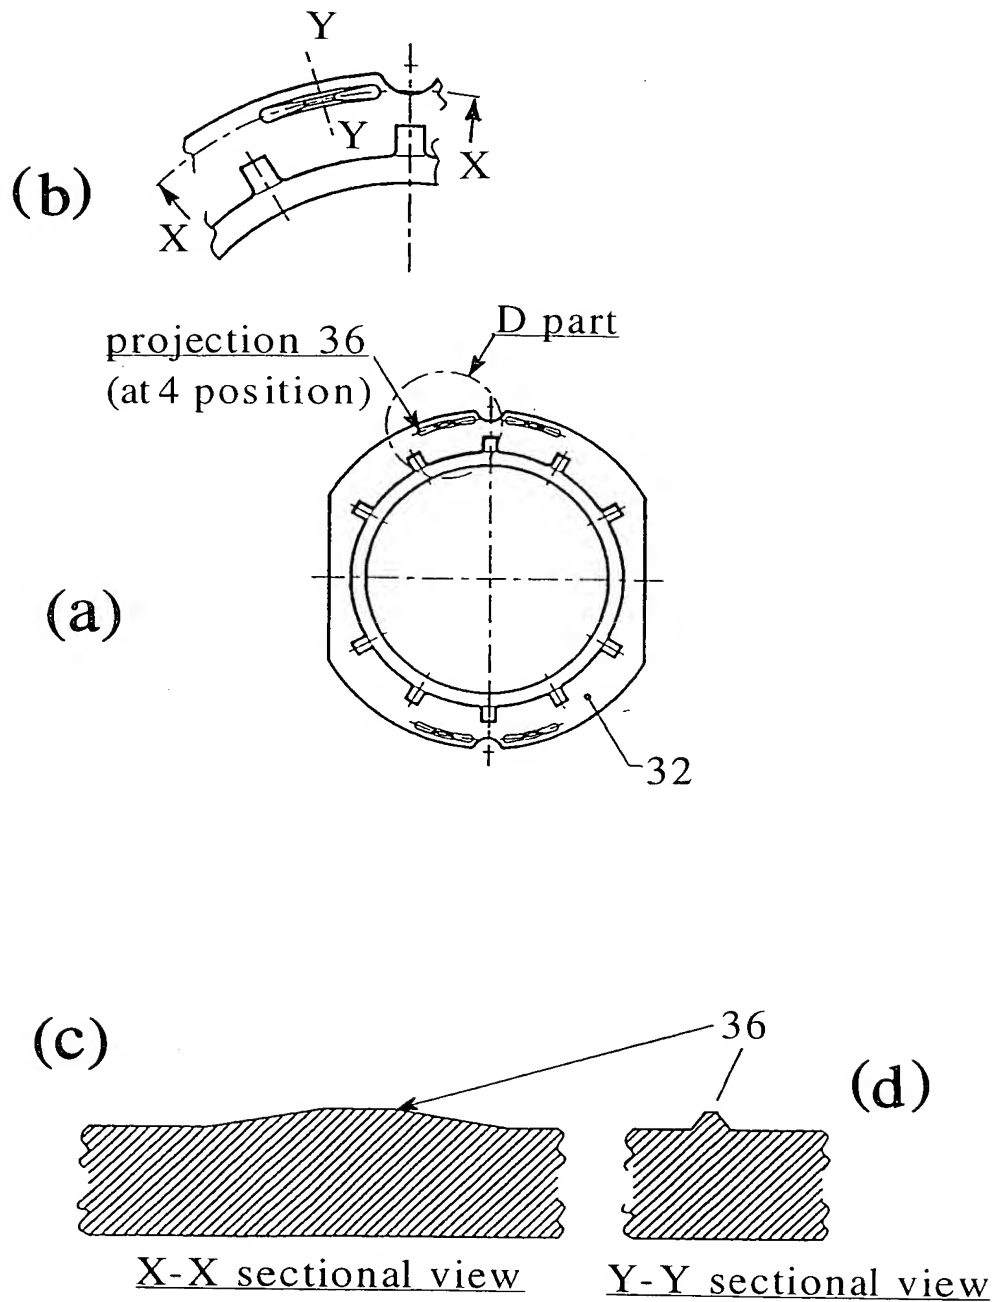 Y
Y
X
(b)
X
D part
projection 36
(at 4 position)
(a)
32
(c)
36
(d)
X-X sectional view
Y-Y sectional view